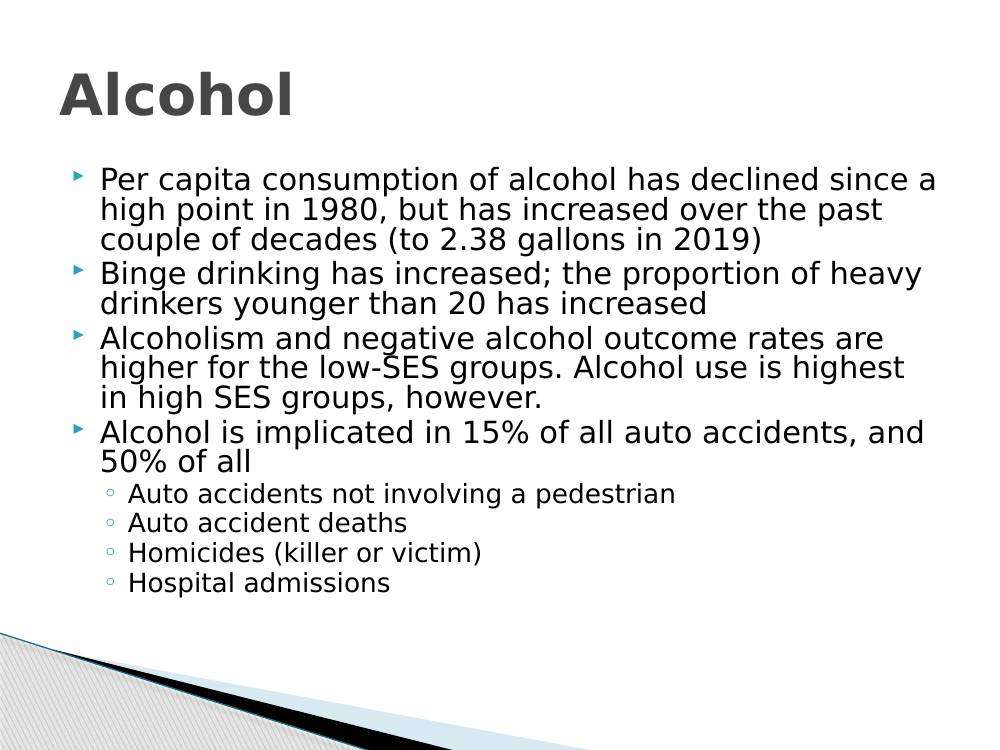 Alcohol
Per capita consumption of alcohol has declined since a
high point in 1980, but has increased over the past
couple of decades (to 2.38 gallons in 2019)
Binge drinking has increased; the proportion of heavy
drinkers younger than 20 has increased
Alcoholism and negative alcohol outcome rates are
higher for the low-SES groups. Alcohol use is highest
in high SES groups, however.
Alcohol is implicated in 15% of all auto accidents, and
50% of all
Auto accidents not involving a pedestrian
Auto accident deaths
Homicides (killer or victim)
Hospital admissions